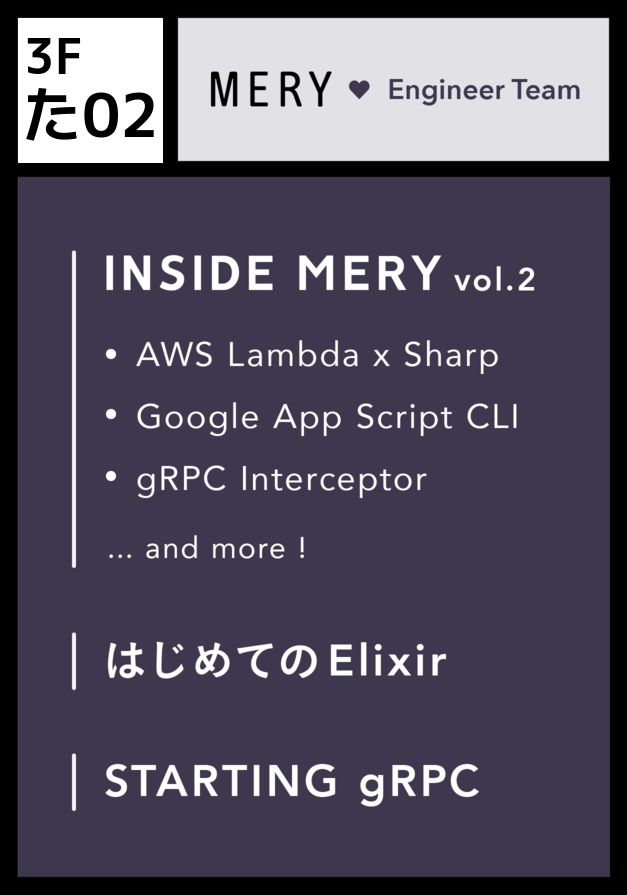 3F
た02
MERY ♥ Engineer Team
INSIDE MERY vol.2
• AWS Lambda x Sharp
• Google App Script CLI
• gRPC Interceptor
... and more !
はじめてのElixir
STARTING gRPC